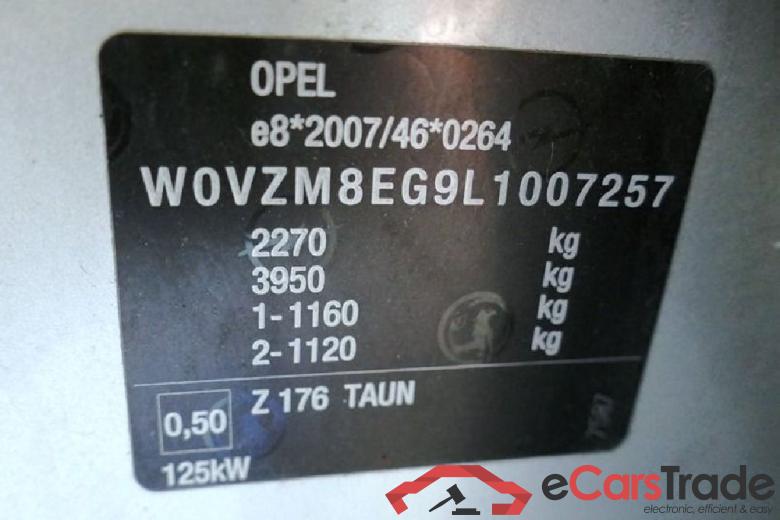 OPEL
e8*2007/46*0264
W0VZM8EG9L1007257
2270 kg
3950 kg
1-1160 kg
2-1120 kg
0,50 Z 176 TAUN
125kW
eCarsTrade
electronic, efficient & easy